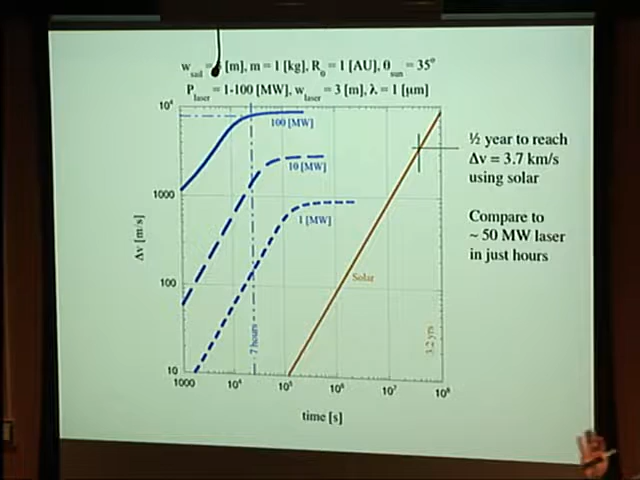 w_sail = [m], m = 1 [kg], R_0 = 1 [AU], θ_sun = 35°
P_laser = 1-100 [MW], w_laser = 3 [m], λ = 1 [μm]
10⁴
1000
100
10
Δv [m/s]
100 [MW]
10 [MW]
1 [MW]
Solar
7 hours
3.2 yrs
1000
10⁴
10⁵
10⁶
10⁷
10⁸
time [s]
½ year to reach
Δv = 3.7 km/s
using solar
Compare to
~ 50 MW laser
in just hours